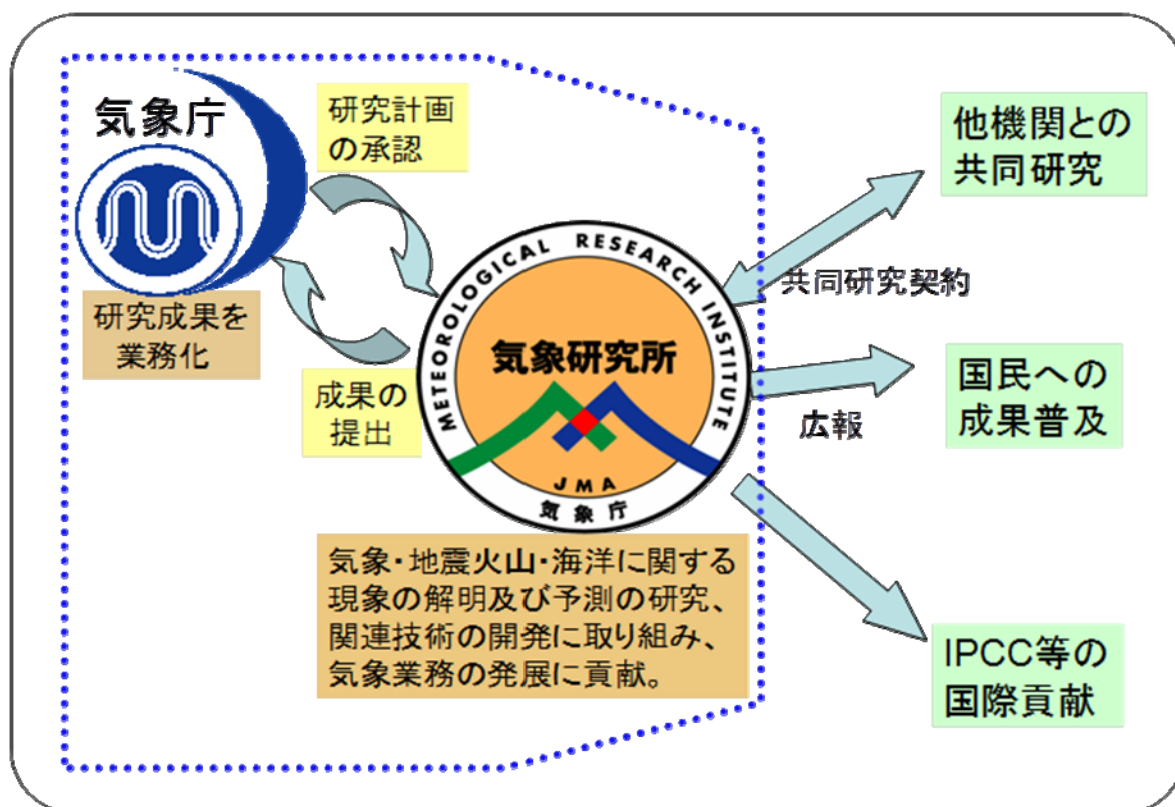 気象庁
研究計画
の承認
研究成果を
業務化
成果の
提出
METEOROLOGICAL RESEARCH INSTITUTE
気象研究所
JMA
気象庁
気象・地震火山・海洋に関する
現象の解明及び予測の研究、
関連技術の開発に取り組み、
気象業務の発展に貢献。
他機関との
共同研究
共同研究契約
国民への
成果普及
広報
IPCC等の
国際貢献